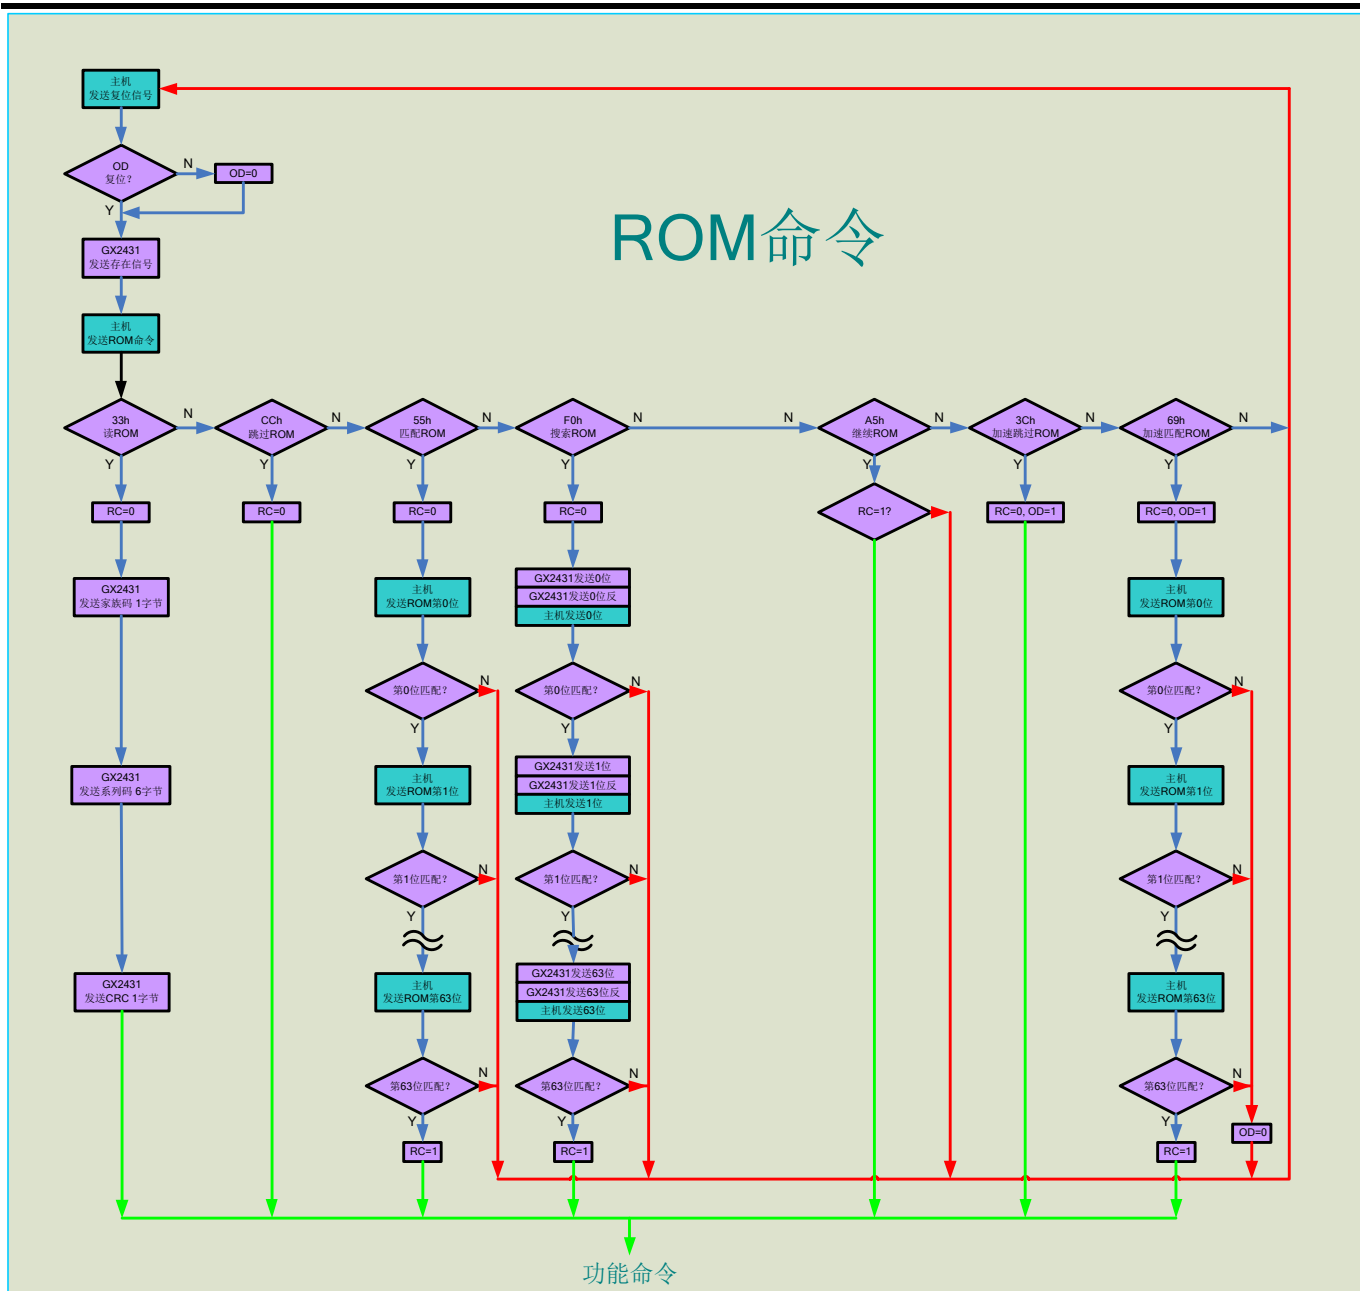 主机
发送复位信号
OD
复位?
N
OD=0
Y
ROM命令
GX2431
发送存在信号
主机
发送ROM命令
33h
读ROM
N
CCh
跳过ROM
N
55h
匹配ROM
N
F0h
搜索ROM
N
N
A5h
继续ROM
N
3Ch
加速跳过ROM
N
69h
加速匹配ROM
N
Y
Y
Y
Y
Y
Y
Y
RC=0
RC=0
RC=0
RC=0
RC=1?
RC=0, OD=1
RC=0, OD=1
GX2431
发送家族码 1字节
主机
发送ROM第0位
GX2431发送0位
GX2431发送0位反
主机发送0位
主机
发送ROM第0位
第0位匹配?
N
第0位匹配?
N
第0位匹配?
N
Y
Y
Y
GX2431
发送系列码 6字节
主机
发送ROM第1位
GX2431发送1位
GX2431发送1位反
主机发送1位
主机
发送ROM第1位
第1位匹配?
N
第1位匹配?
N
第1位匹配?
N
Y
Y
Y
GX2431
发送CRC 1字节
主机
发送ROM第63位
GX2431发送63位
GX2431发送63位反
主机发送63位
主机
发送ROM第63位
第63位匹配?
N
第63位匹配?
N
第63位匹配?
N
Y
Y
Y
OD=0
RC=1
RC=1
RC=1
功能命令